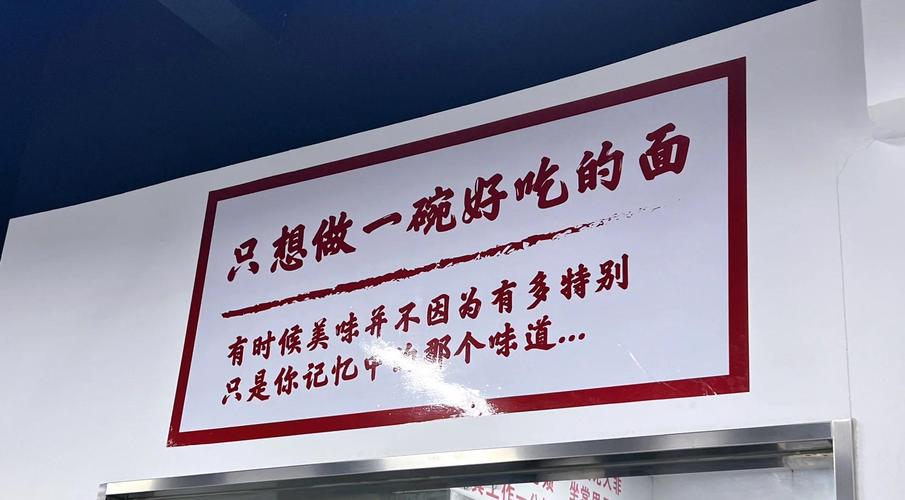 只想做一碗好吃的面
有时候美味并不因为有多特别
只是你记忆中的那个味道...